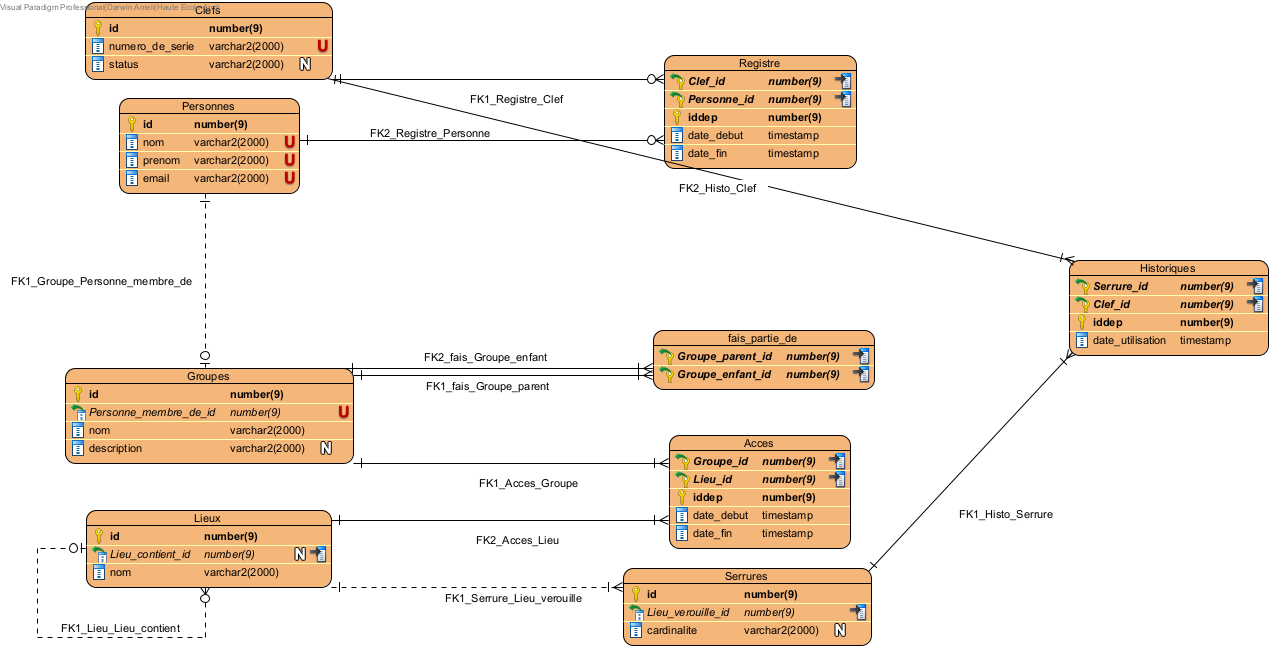 Visual Paradigm Professional(Darwin Ameli(Haute Ecole
Clefs
id number(9)
numero_de_serie varchar2(2000) U
status varchar2(2000) N
Registre
Clef_id number(9)
Personne_id number(9)
iddep number(9)
date_debut timestamp
date_fin timestamp
FK1_Registre_Clef
Personnes
id number(9)
nom varchar2(2000) U
prenom varchar2(2000) U
email varchar2(2000) U
FK2_Registre_Personne
FK2_Histo_Clef
FK1_Groupe_Personne_membre_de
Historiques
Serrure_id number(9)
Clef_id number(9)
iddep number(9)
date_utilisation timestamp
fais_partie_de
Groupe_parent_id number(9)
Groupe_enfant_id number(9)
FK2_fais_Groupe_enfant
FK1_fais_Groupe_parent
Groupes
id number(9)
Personne_membre_de_id number(9) U
nom varchar2(2000)
description varchar2(2000) N
Acces
Groupe_id number(9)
Lieu_id number(9)
iddep number(9)
date_debut timestamp
date_fin timestamp
FK1_Acces_Groupe
FK2_Acces_Lieu
FK1_Histo_Serrure
Lieux
id number(9)
Lieu_contient_id number(9) N
nom varchar2(2000)
FK1_Lieu_Lieu_contient
FK1_Serrure_Lieu_verouille
Serrures
id number(9)
Lieu_verouille_id number(9)
cardinalite varchar2(2000) N